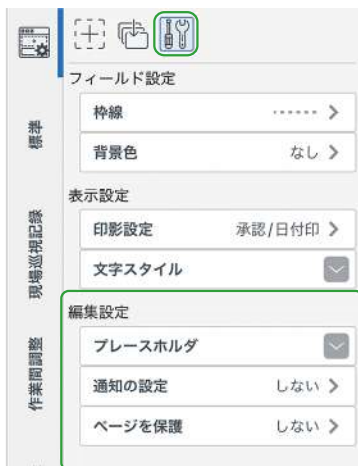 フィールド設定
枠線
背景色 なし
表示設定
印影設定 承認/日付印
文字スタイル
編集設定
プレースホルダ
通知の設定 しない
ページを保護 しない
標準
現場巡視記録
作業間調整